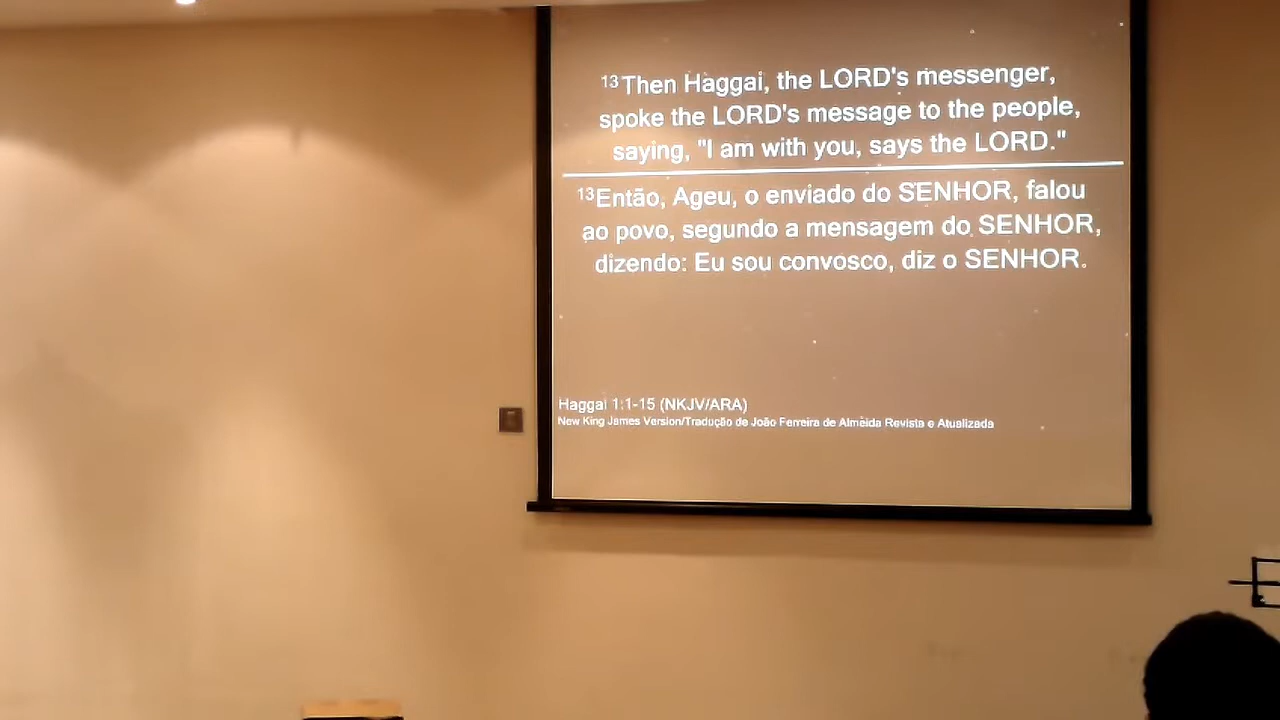 13Then Haggai, the LORD's messenger,
spoke the LORD's message to the people,
saying, "I am with you, says the LORD."
13Então, Ageu, o enviado do SENHOR, falou
ao povo, segundo a mensagem do SENHOR,
dizendo: Eu sou convosco, diz o SENHOR.
Haggai 1:1-15 (NKJV/ARA)
New King James Version/Tradução de João Ferreira de Almeida Revista e Atualizada